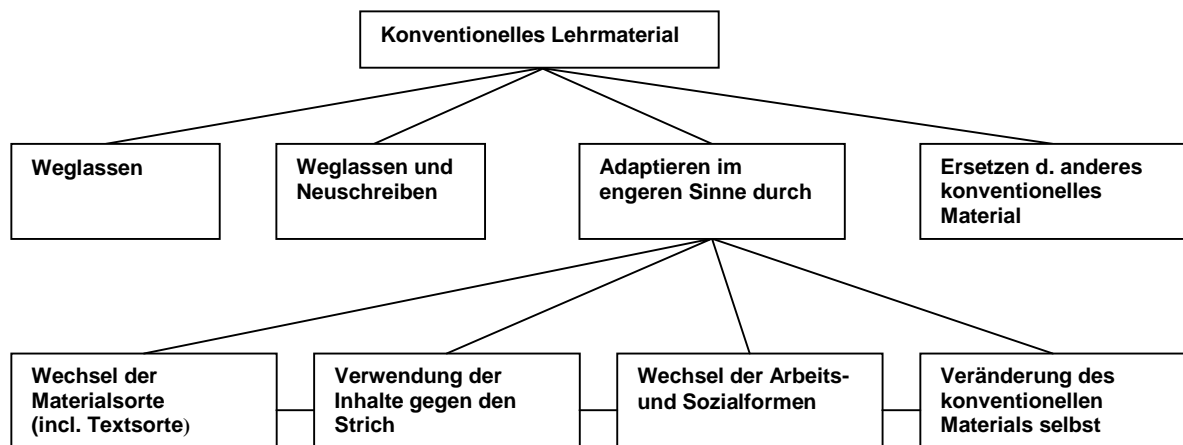 Konventionelles Lehrmaterial
Weglassen
Weglassen und
Neuschreiben
Adaptieren im
engeren Sinne durch
Ersetzen d. anderes
konventionelles
Material
Wechsel der
Materialsorte
(incl. Textsorte)
Verwendung der
Inhalte gegen den
Strich
Wechsel der Arbeits-
und Sozialformen
Veränderung des
konventionellen
Materials selbst